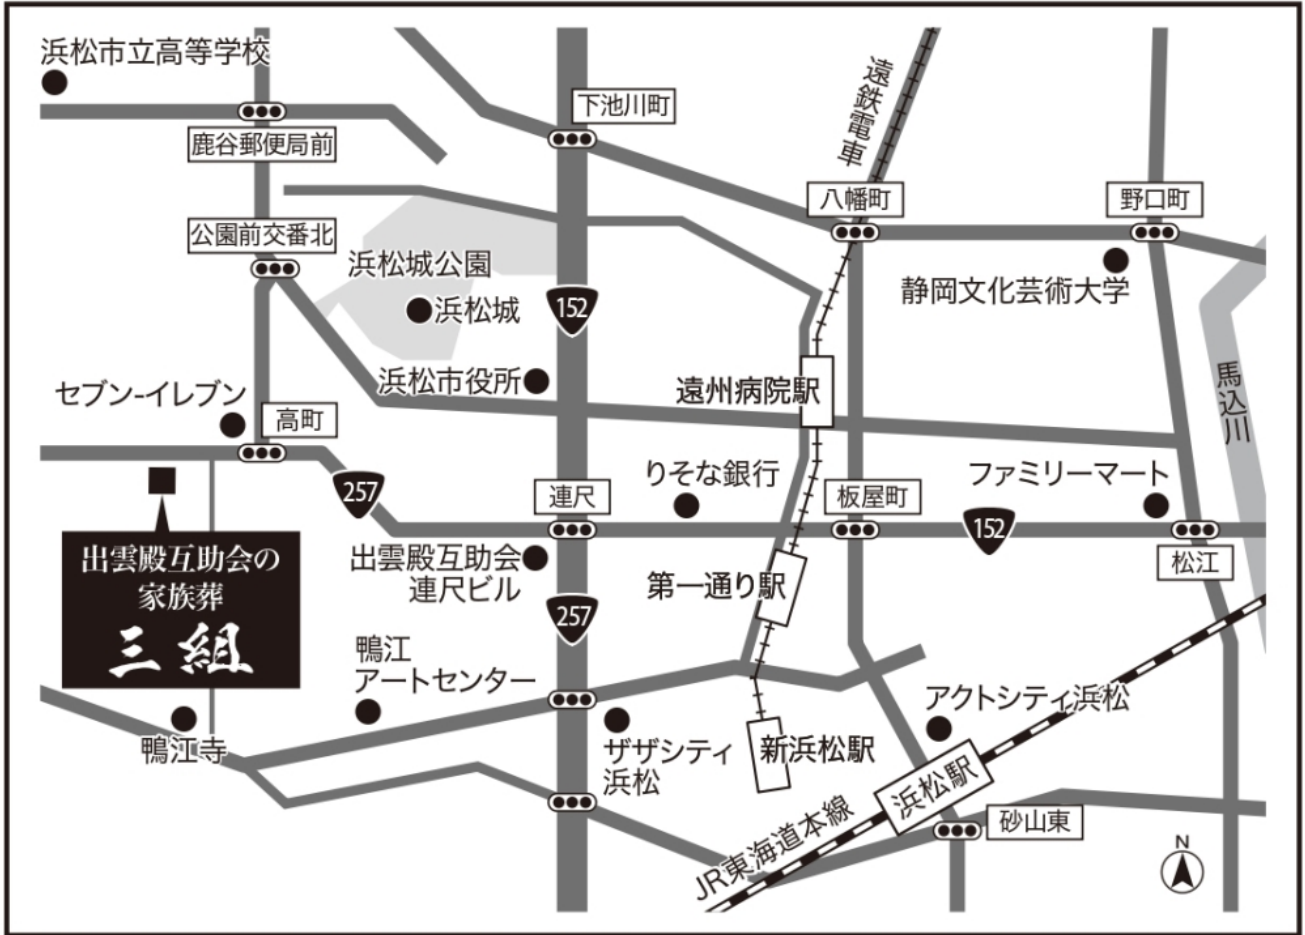 浜松市立高等学校
下池川町
遠鉄電車
鹿谷郵便局前
八幡町
野口町
公園前交番北
浜松城公園
静岡文化芸術大学
浜松城
152
浜松市役所
遠州病院駅
馬込川
セブン-イレブン
高町
257
連尺
りそな銀行
板屋町
ファミリーマート
152
松江
出雲殿互助会の
家族葬
三組
出雲殿互助会
連尺ビル
第一通り駅
257
鴨江
アートセンター
鴨江寺
ザザシティ
浜松
新浜松駅
アクトシティ浜松
浜松駅
砂山東
JR東海道本線
N